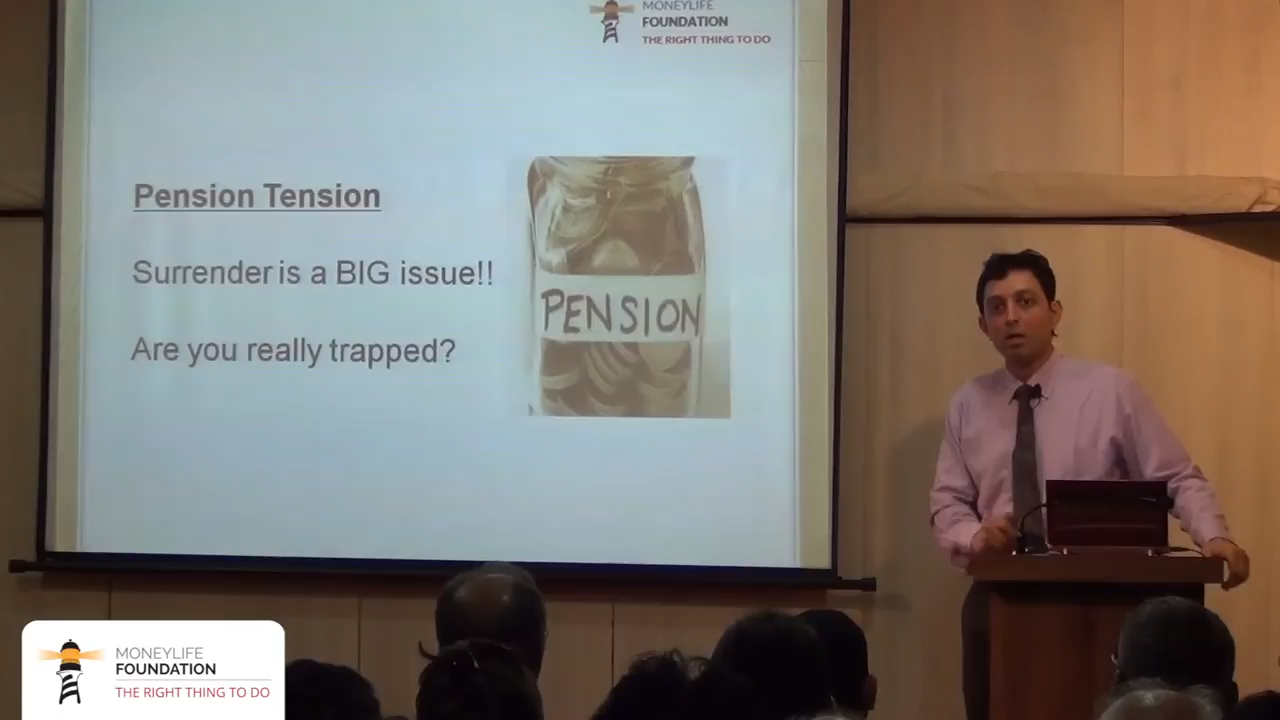 MONEYLIFE
FOUNDATION
THE RIGHT THING TO DO
Pension Tension
Surrender is a BIG issue!!
Are you really trapped?
PENSION
MONEYLIFE
FOUNDATION
THE RIGHT THING TO DO